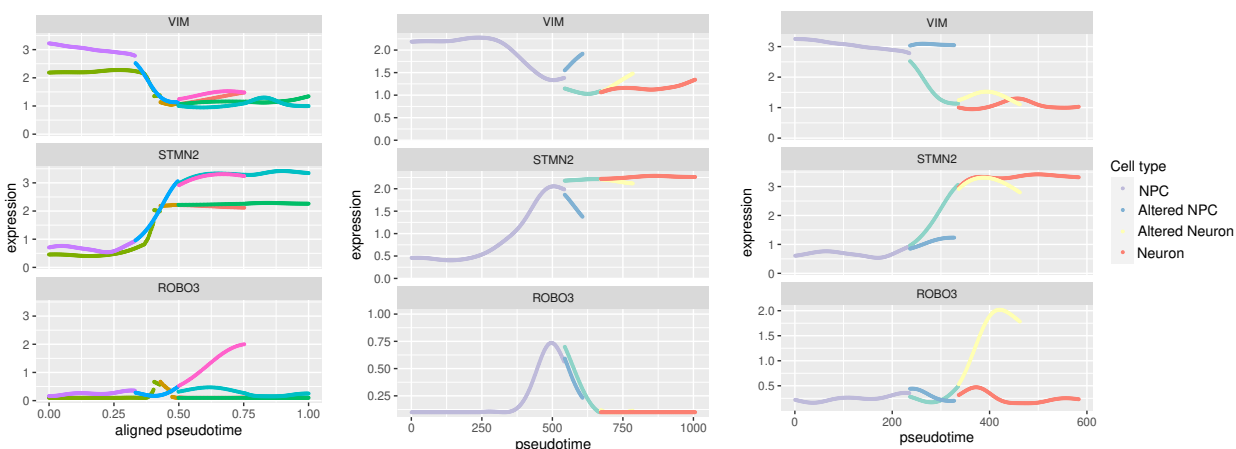 VIM
3
2
1
0
STMN2
3
2
1
0
ROBO3
3
2
1
0
0.00 0.25 0.50 0.75 1.00
aligned pseudotime
expression
VIM
2.0
1.5
1.0
0.5
0.0
STMN2
2.0
1.5
1.0
0.5
0.0
ROBO3
1.00
0.75
0.50
0.25
0 250 500 750 1000
pseudotime
expression
VIM
3
2
1
0
STMN2
3
2
1
0
ROBO3
2.0
1.5
1.0
0.5
0 200 400 600
pseudotime
expression
Cell type
NPC
Altered NPC
Altered Neuron
Neuron